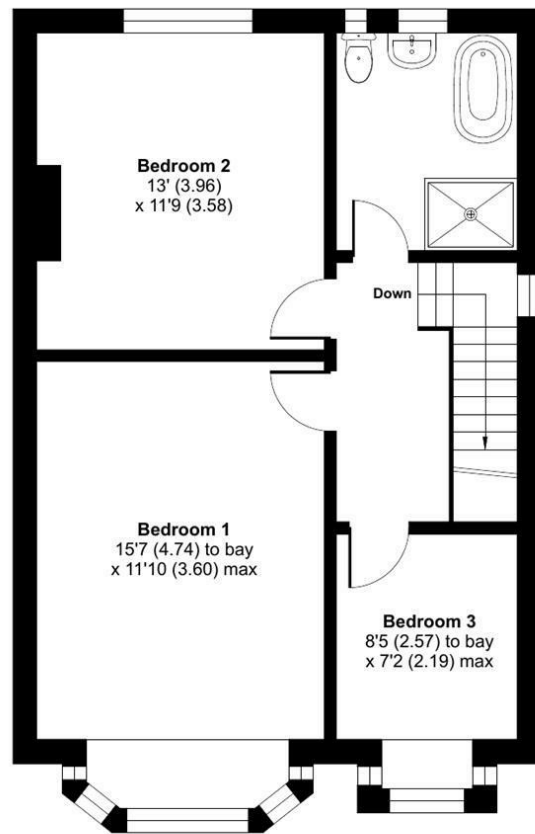 Bedroom 2
13' (3.96)
x 11'9 (3.58)
Down
Bedroom 1
15'7 (4.74) to bay
x 11'10 (3.60) max
Bedroom 3
8'5 (2.57) to bay
x 7'2 (2.19) max